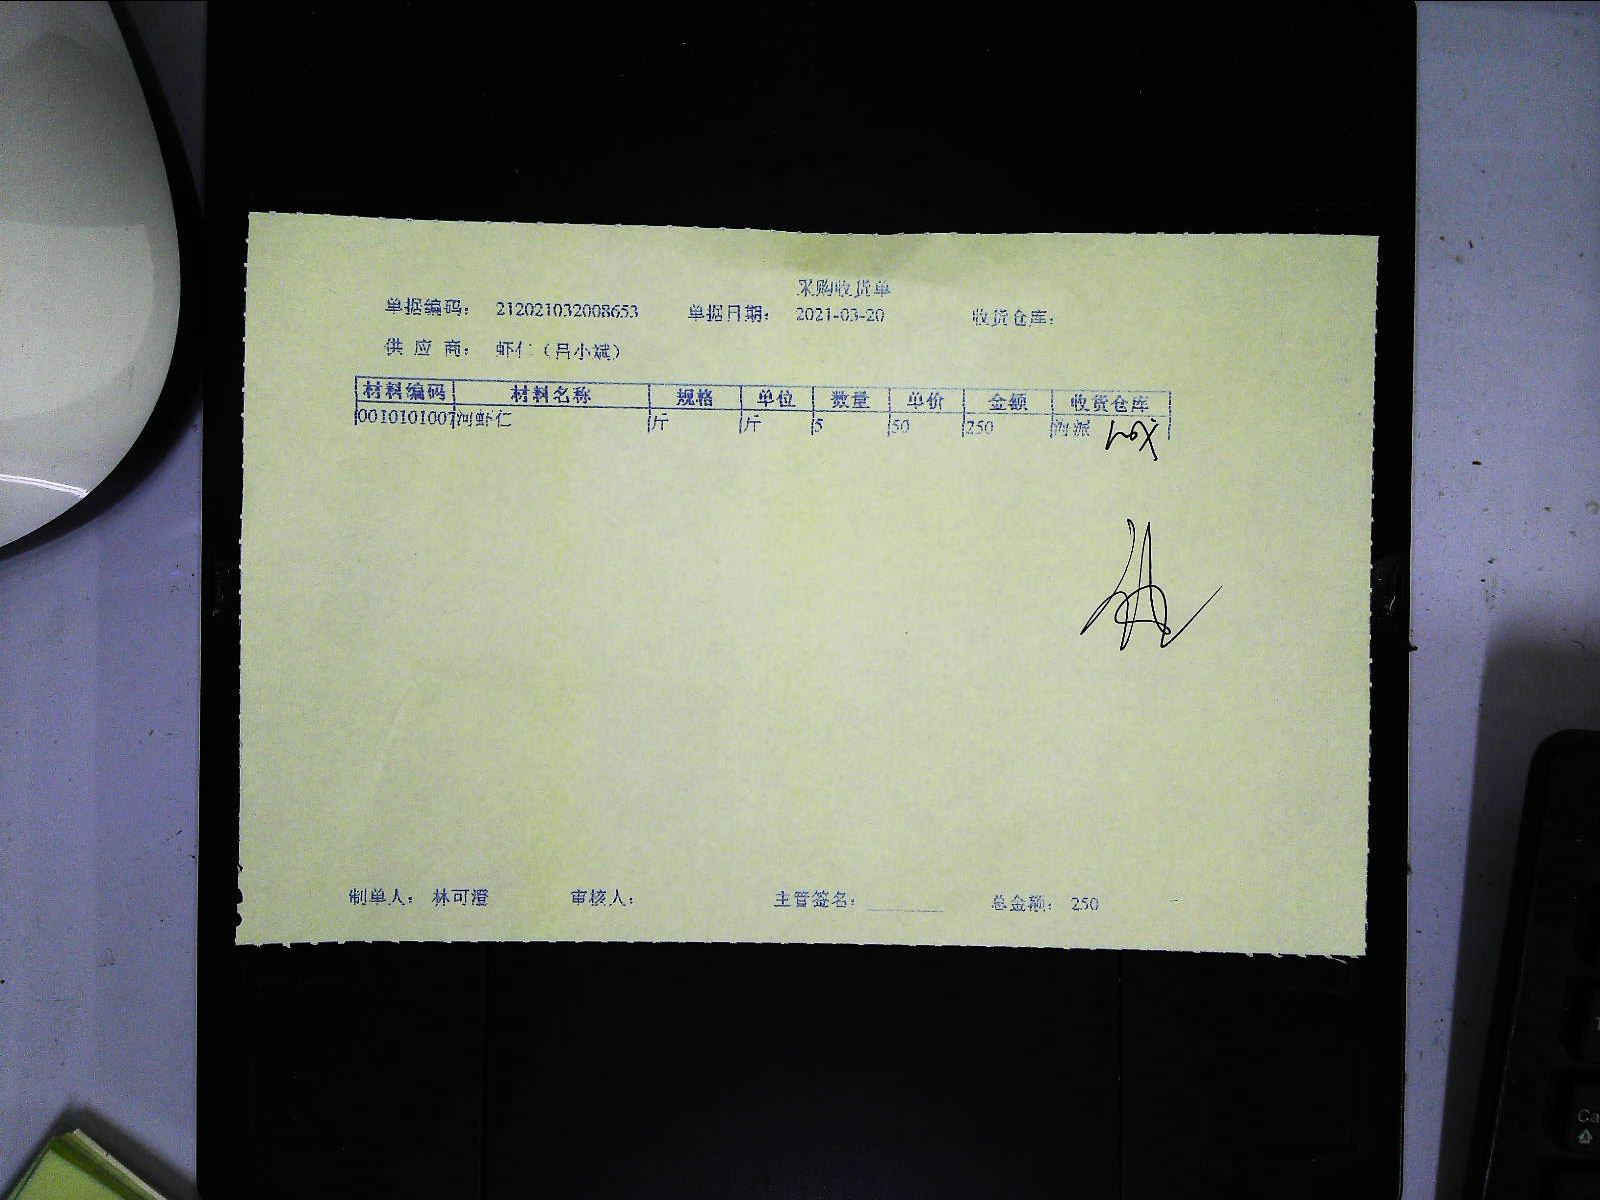 采购收货单
单据编码： 212021032008653 单据日期： 2021-03-20 收货仓库：
供 应 商： 虾仁（吕小斌）
材料编码 材料名称 规格 单位 数量 单价 金额 收货仓库
0010101007 河虾仁 斤 斤 5 50 250 海派
制单人： 林可澄 审核人： 主管签名： 总金额： 250